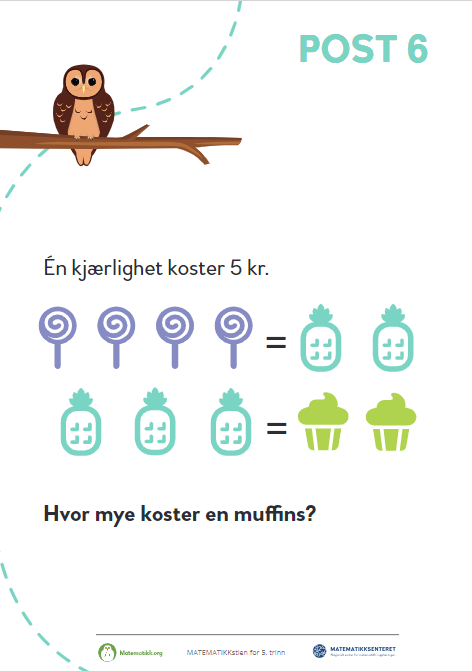 POST 6
Én kjærlighet koster 5 kr.
=
=
Hvor mye koster en muffins?
Matematikk.org
MATEMATIKKstien for 5. trinn
MATEMATIKKSENTERET